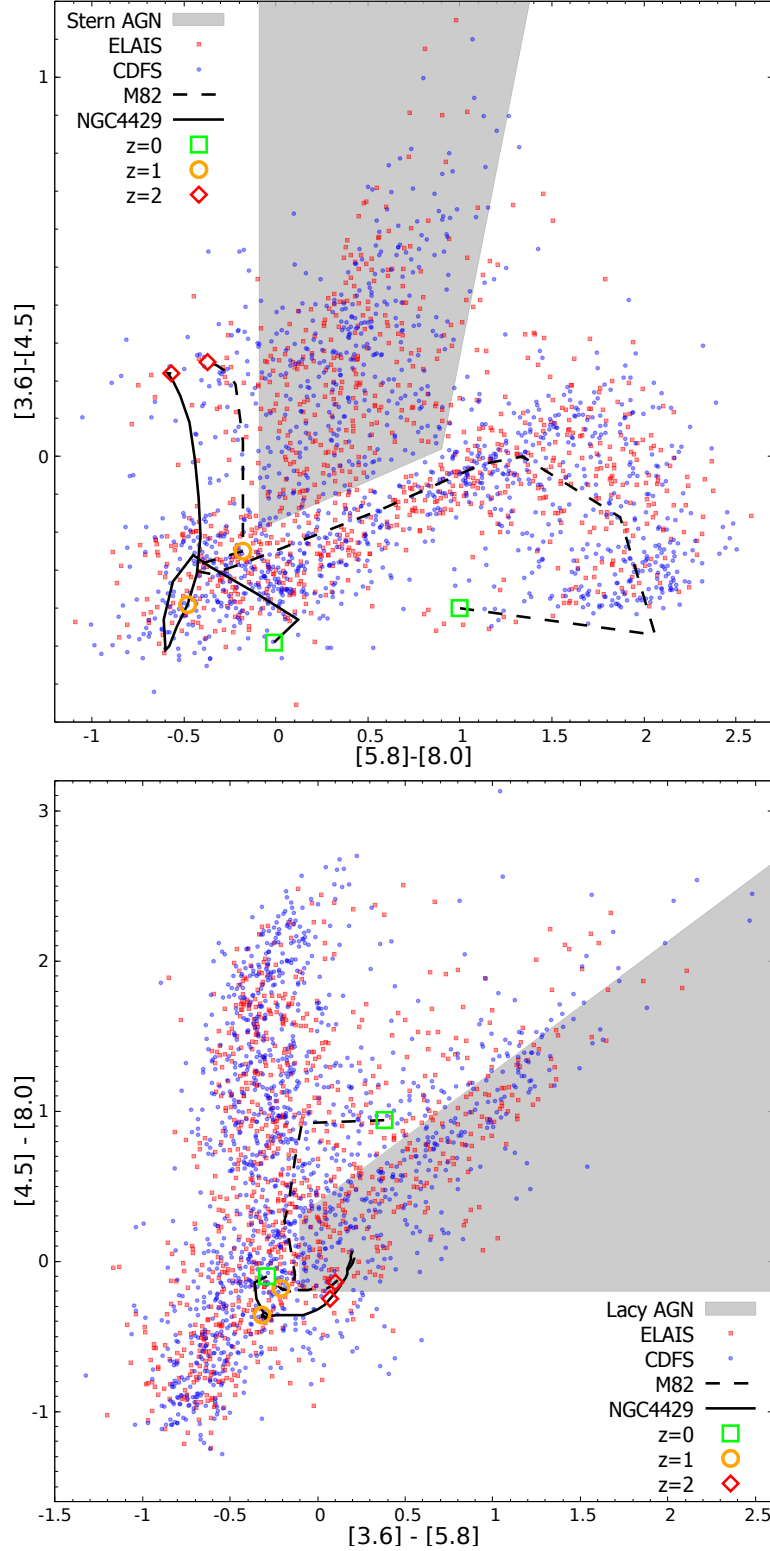 Stern AGN
ELAIS
CDFS
M82
NGC4429
z=0
z=1
z=2
1
0
[3.6]-[4.5]
-1 -0.5 0 0.5 1 1.5 2 2.5
[5.8]-[8.0]
3
2
1
0
-1
[4.5] - [8.0]
Lacy AGN
ELAIS
CDFS
M82
NGC4429
z=0
z=1
z=2
-1.5 -1 -0.5 0 0.5 1 1.5 2 2.5
[3.6] - [5.8]